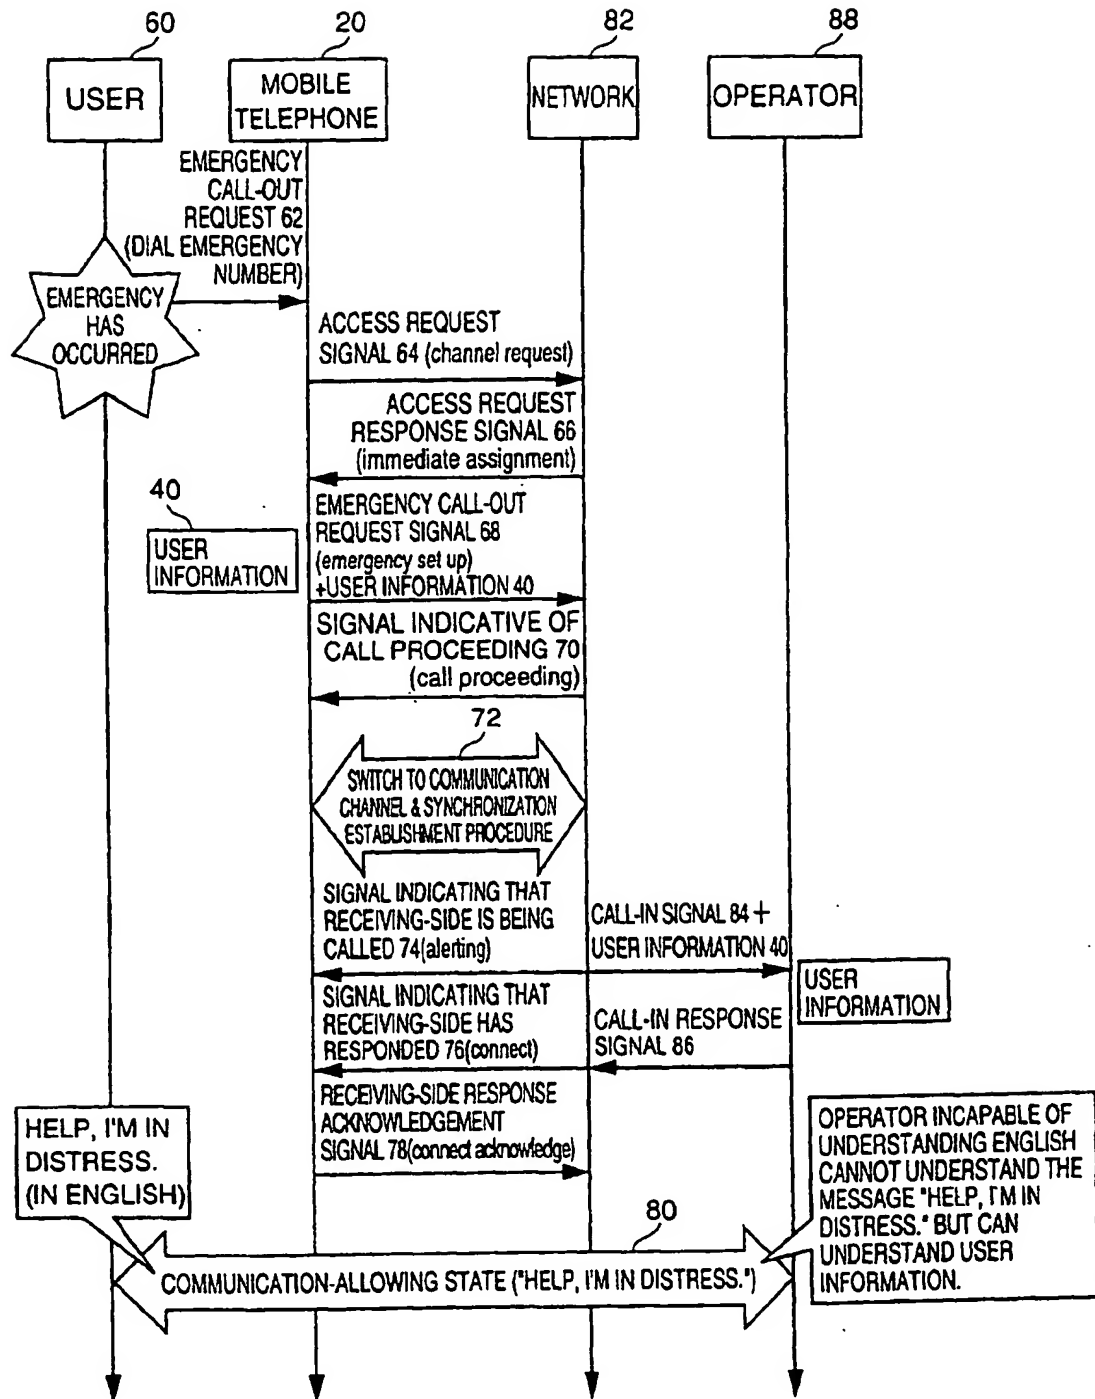 60
20
82
88
USER
MOBILE
TELEPHONE
NETWORK
OPERATOR
EMERGENCY
CALL-OUT
REQUEST 62
(DIAL EMERGENCY
NUMBER)
EMERGENCY
HAS
OCCURRED
ACCESS REQUEST
SIGNAL 64 (channel request)
ACCESS REQUEST
RESPONSE SIGNAL 66
(immediate assignment)
40
USER
INFORMATION
EMERGENCY CALL-OUT
REQUEST SIGNAL 68
(emergency set up)
+USER INFORMATION 40
SIGNAL INDICATIVE OF
CALL PROCEEDING 70
(call proceeding)
72
SWITCH TO COMMUNICATION
CHANNEL & SYNCHRONIZATION
ESTABLISHMENT PROCEDURE
SIGNAL INDICATING THAT
RECEIVING-SIDE IS BEING
CALLED 74(alerting)
CALL-IN SIGNAL 84 +
USER INFORMATION 40
USER
INFORMATION
SIGNAL INDICATING THAT
RECEIVING-SIDE HAS
RESPONDED 76(connect)
CALL-IN RESPONSE
SIGNAL 86
RECEIVING-SIDE RESPONSE
ACKNOWLEDGEMENT
SIGNAL 78(connect acknowledge)
HELP, I'M IN
DISTRESS.
(IN ENGLISH)
OPERATOR INCAPABLE OF
UNDERSTANDING ENGLISH
CANNOT UNDERSTAND THE
MESSAGE "HELP, I'M IN
DISTRESS." BUT CAN
UNDERSTAND USER
INFORMATION.
80
COMMUNICATION-ALLOWING STATE ("HELP, I'M IN DISTRESS.")